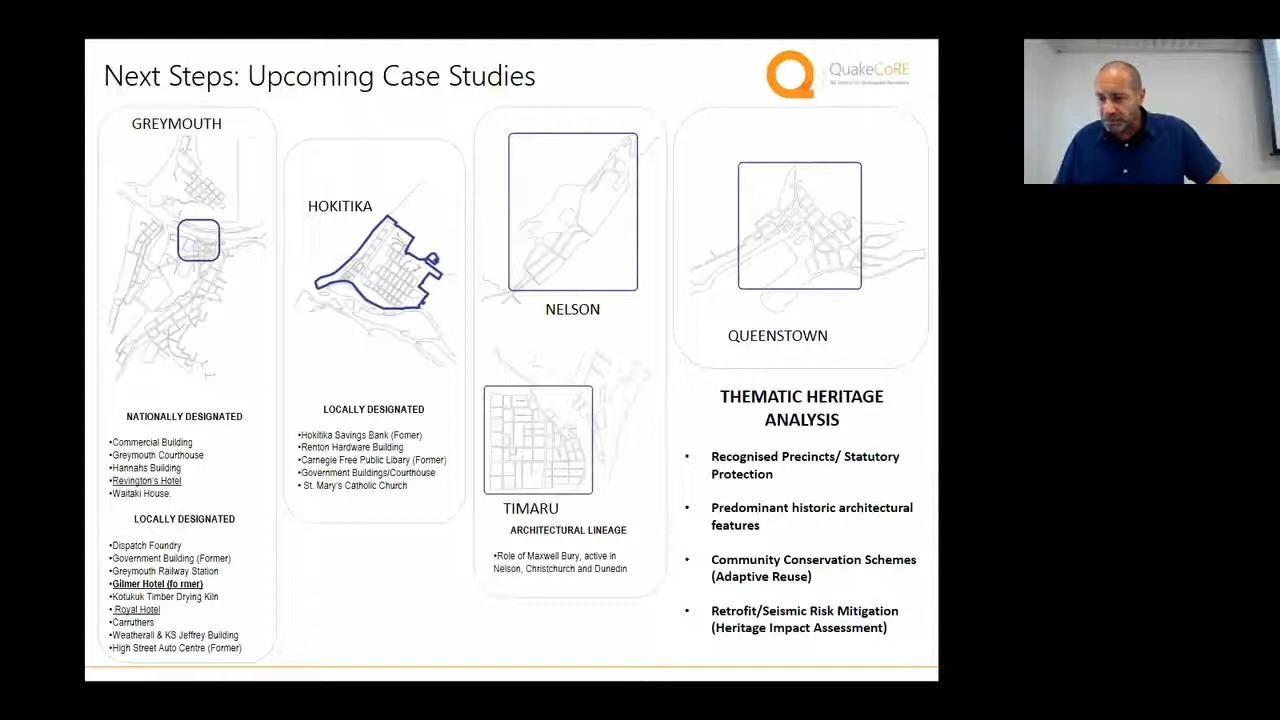 Next Steps: Upcoming Case Studies
QuakeCoRE
GREYMOUTH
NATIONALLY DESIGNATED
•Commercial Building
•Greymouth Courthouse
•Hannahs Building
•Revington's Hotel
•Waitaki House.
LOCALLY DESIGNATED
•Dispatch Foundry
•Government Building (Former)
•Greymouth Railway Station
•Gilmer Hotel (fo rmer)
•Kotukuk Timber Drying Kiln
• Royal Hotel
•Carruthers
•Weatherall & KS Jeffrey Building
•High Street Auto Centre (Former)
HOKITIKA
LOCALLY DESIGNATED
•Hokitika Savings Bank (Fomer)
•Renton Hardware Building
•Carnegie Free Public Libary (Former)
•Government Buildings/Courthouse
• St. Mary's Catholic Church
NELSON
TIMARU
ARCHITECTURAL LINEAGE
•Role of Maxwell Bury, active in
Nelson, Christchurch and Dunedin
QUEENSTOWN
THEMATIC HERITAGE
ANALYSIS
• Recognised Precincts/ Statutory
Protection
• Predominant historic architectural
features
• Community Conservation Schemes
(Adaptive Reuse)
• Retrofit/Seismic Risk Mitigation
(Heritage Impact Assessment)